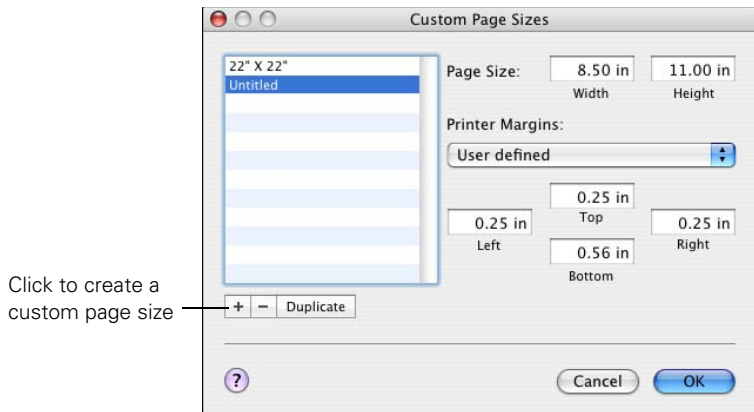 Custom Page Sizes
22" X 22"
Untitled
Page Size:
8.50 in
11.00 in
Width
Height
Printer Margins:
User defined
0.25 in
Top
0.25 in
Left
0.25 in
Right
0.56 in
Bottom
Click to create a
custom page size
+ − Duplicate
?
Cancel
OK